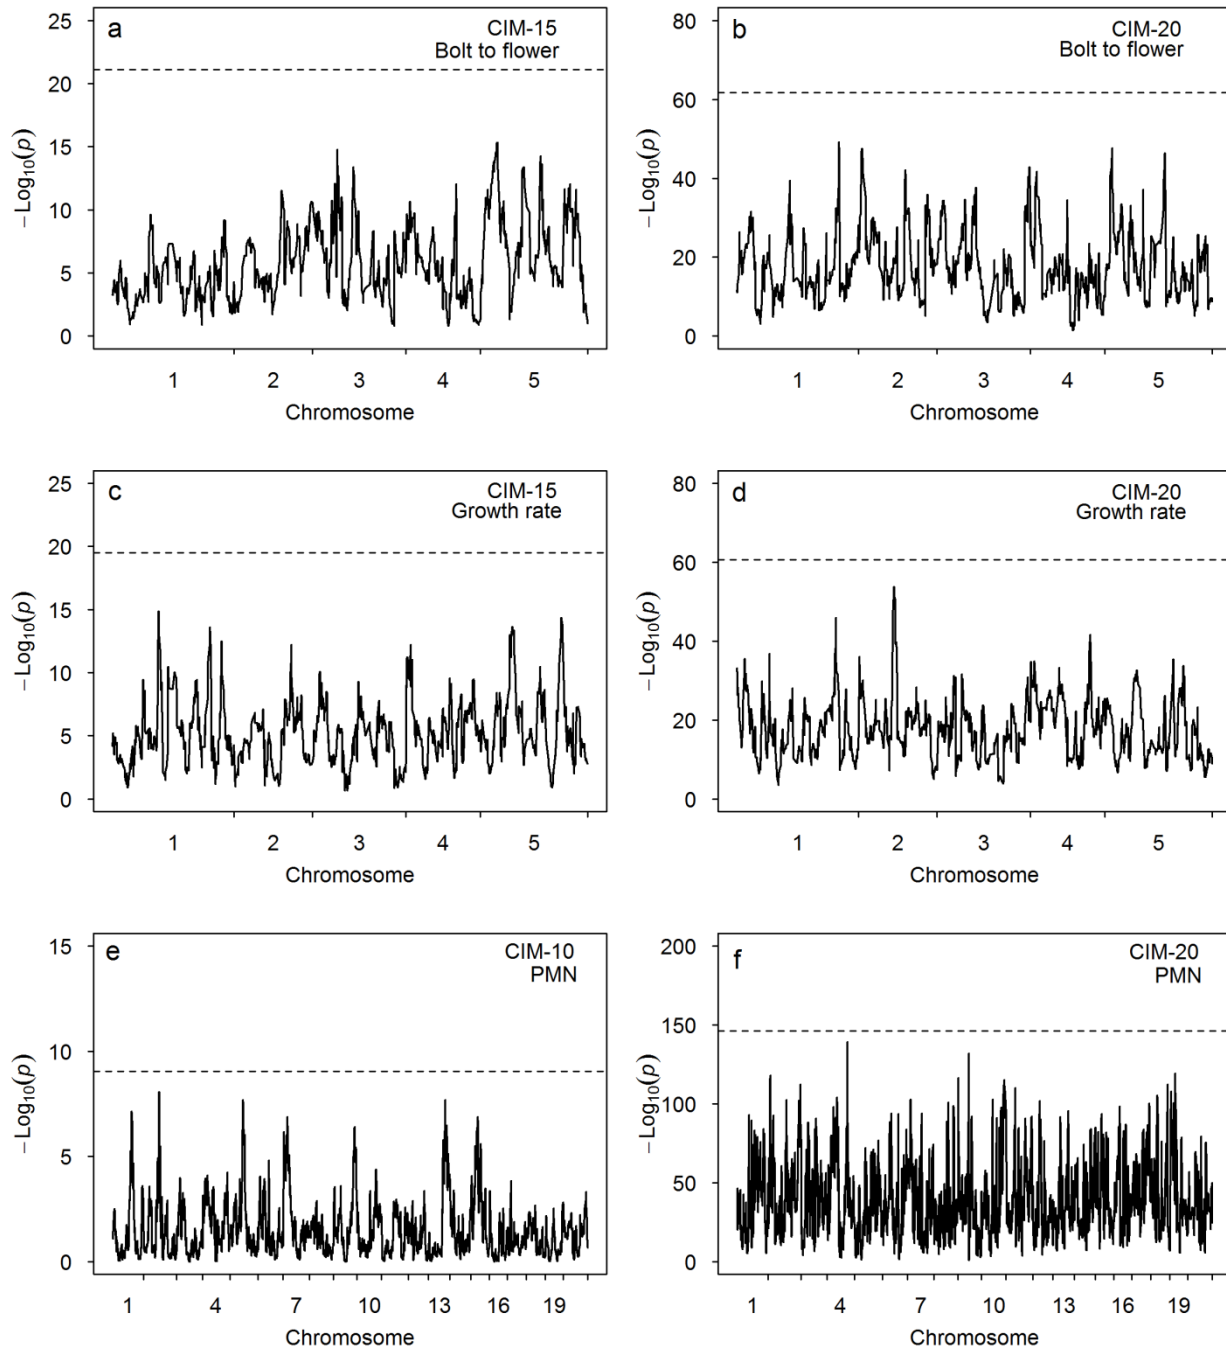 a
CIM-15
Bolt to flower
25
20
15
10
5
0
−Log10(p)
1 2 3 4 5
Chromosome
b
CIM-20
Bolt to flower
80
60
40
20
0
−Log10(p)
1 2 3 4 5
Chromosome
c
CIM-15
Growth rate
25
20
15
10
5
0
−Log10(p)
1 2 3 4 5
Chromosome
d
CIM-20
Growth rate
80
60
40
20
0
−Log10(p)
1 2 3 4 5
Chromosome
e
CIM-10
PMN
15
10
5
0
−Log10(p)
1 4 7 10 13 16 19
Chromosome
f
CIM-20
PMN
200
150
100
50
0
−Log10(p)
1 4 7 10 13 16 19
Chromosome